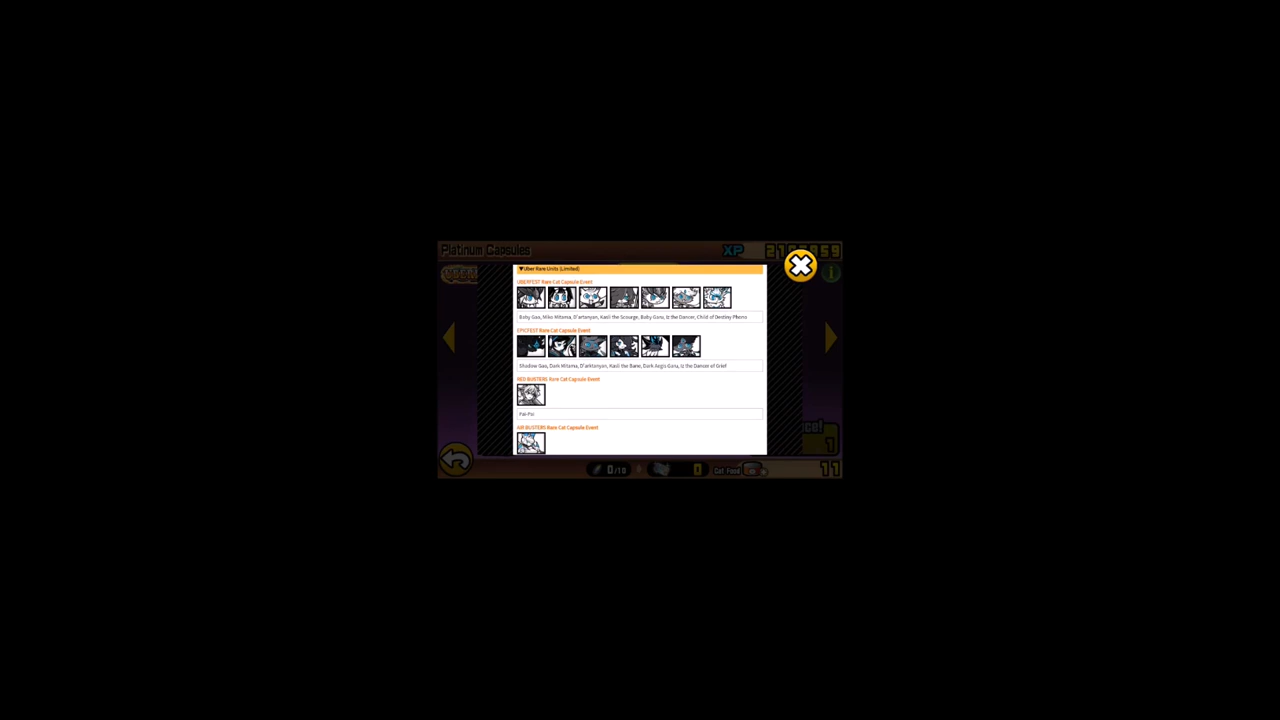 Platinum Capsules
XP
▼Uber Rare Units (Limited)
UBERFEST Rare Cat Capsule Event
Baby Gao, Miko Mitama, D'artanyan, Kasli the Scourge, Baby Garu, Iz the Dancer, Child of Destiny Phono
EPICFEST Rare Cat Capsule Event
Shadow Gao, Dark Mitama, D'arktanyan, Kasli the Bane, Dark Aegis Garu, Iz the Dancer of Grief
RED BUSTERS Rare Cat Capsule Event
Pai-Pai
AIR BUSTERS Rare Cat Capsule Event
1
0/10
Cat Food
11